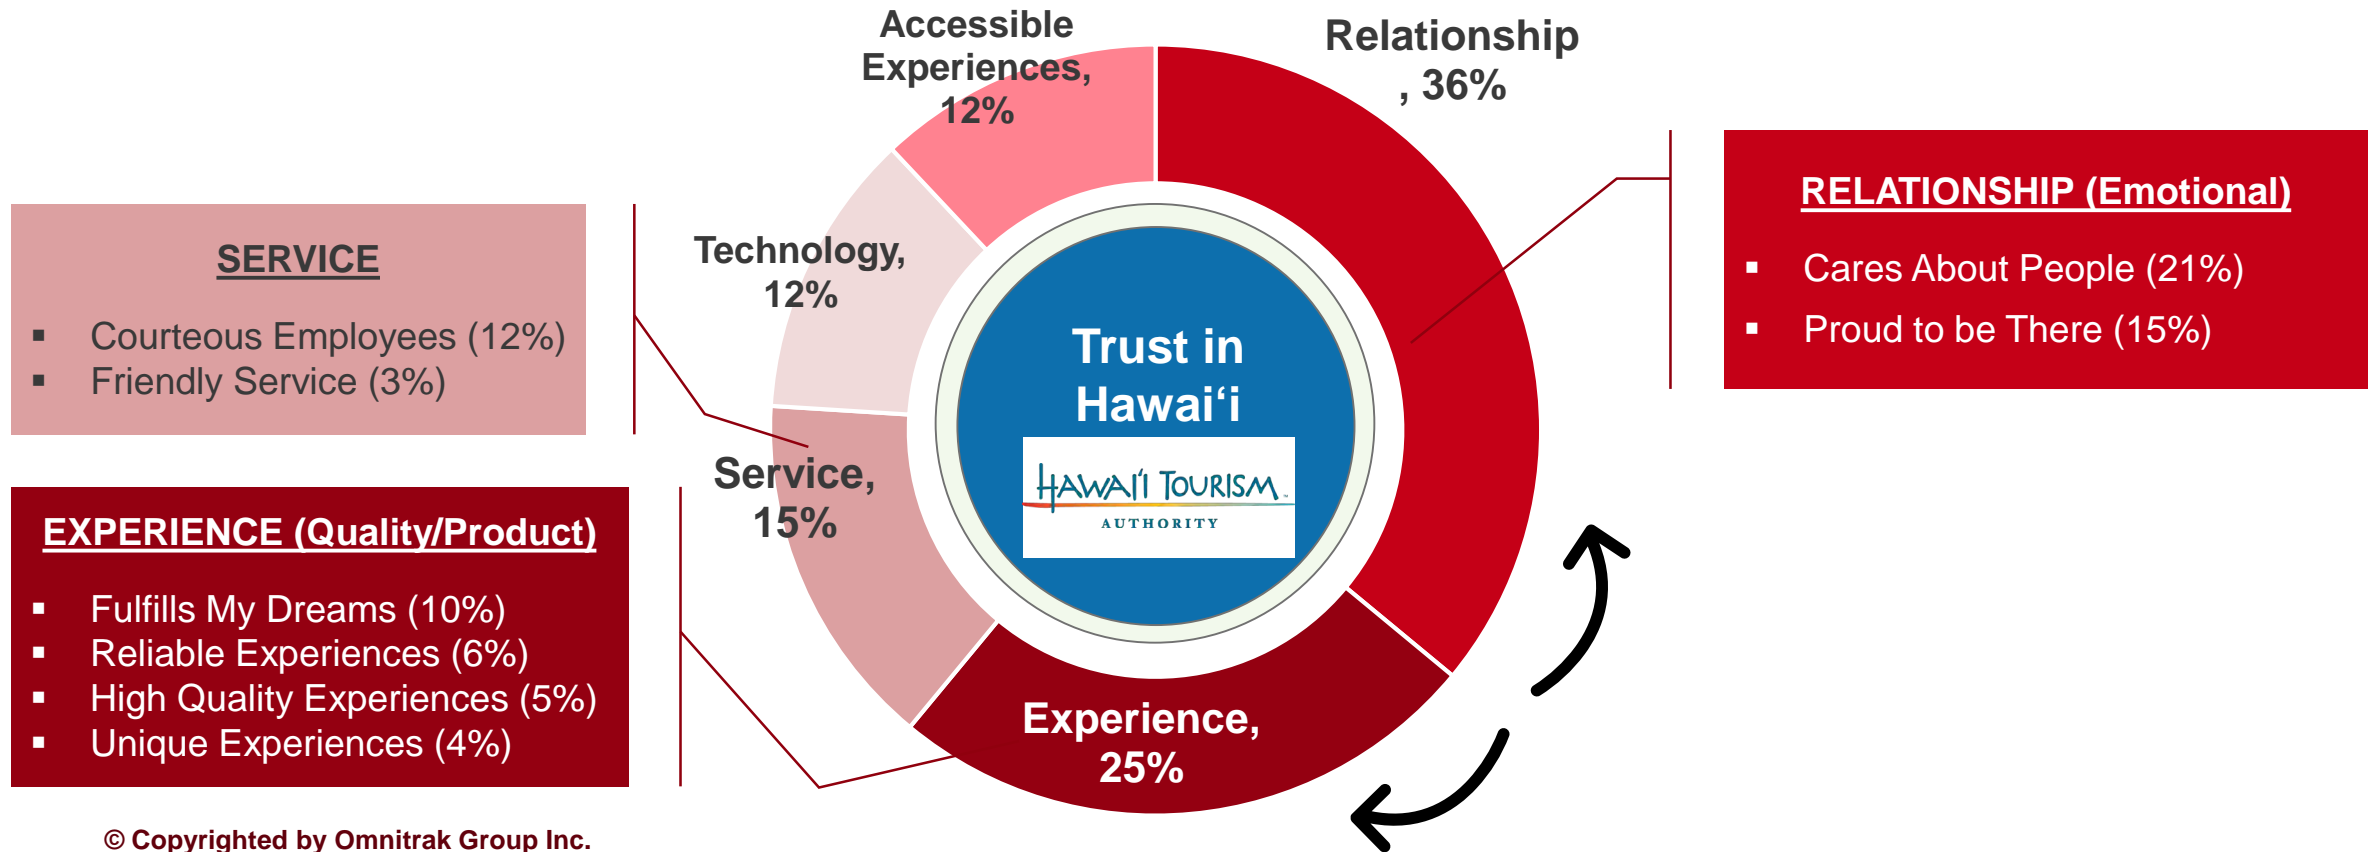 Accessible
Experiences,
12%
Relationship
, 36%
RELATIONSHIP (Emotional)
▪ Cares About People (21%)
▪ Proud to be There (15%)
SERVICE
▪ Courteous Employees (12%)
▪ Friendly Service (3%)
Technology,
12%
Trust in
Hawai‘i
HAWAI‘I TOURISM™
AUTHORITY
Service,
15%
EXPERIENCE (Quality/Product)
▪ Fulfills My Dreams (10%)
▪ Reliable Experiences (6%)
▪ High Quality Experiences (5%)
▪ Unique Experiences (4%)
Experience,
25%
© Copyrighted by Omnitrak Group Inc.